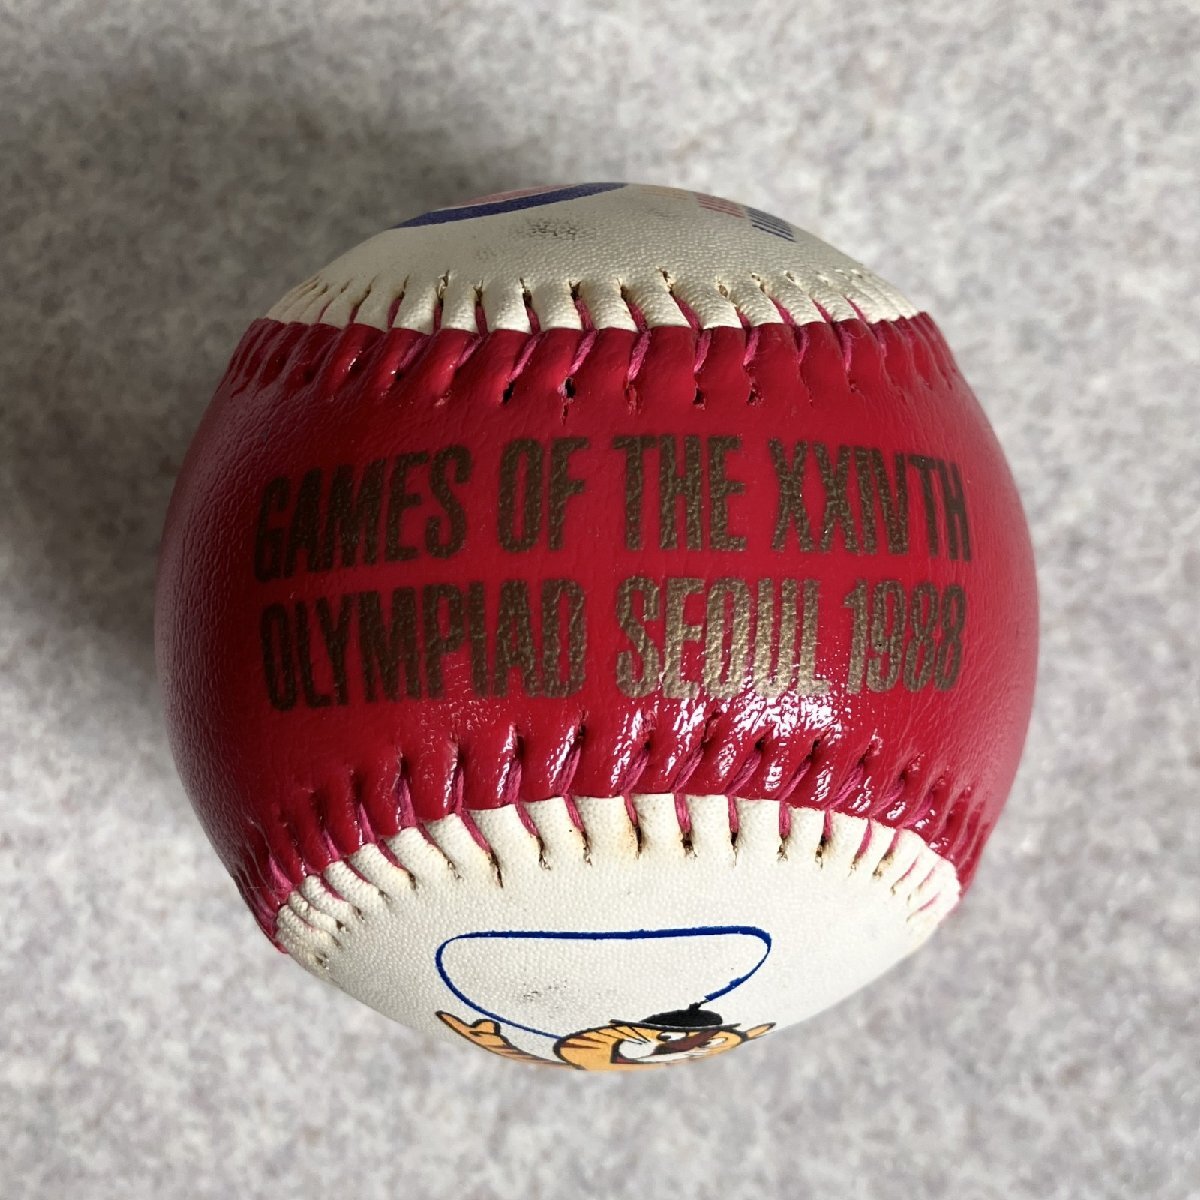 GAMES OF THE XXIVTH
OLYMPIAD SEOUL 1988